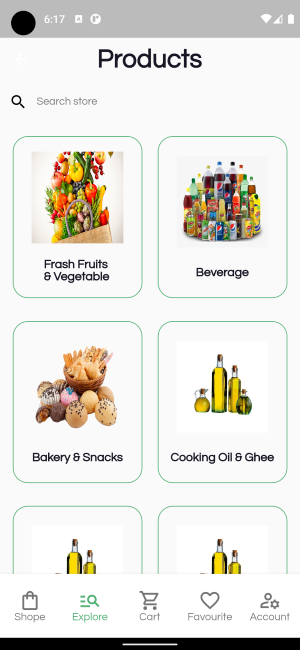 6:17
Products
Search store
Frash Fruits
& Vegetable
Beverage
Bakery & Snacks
Cooking Oil & Ghee
Shope
Explore
Cart
Favourite
Account